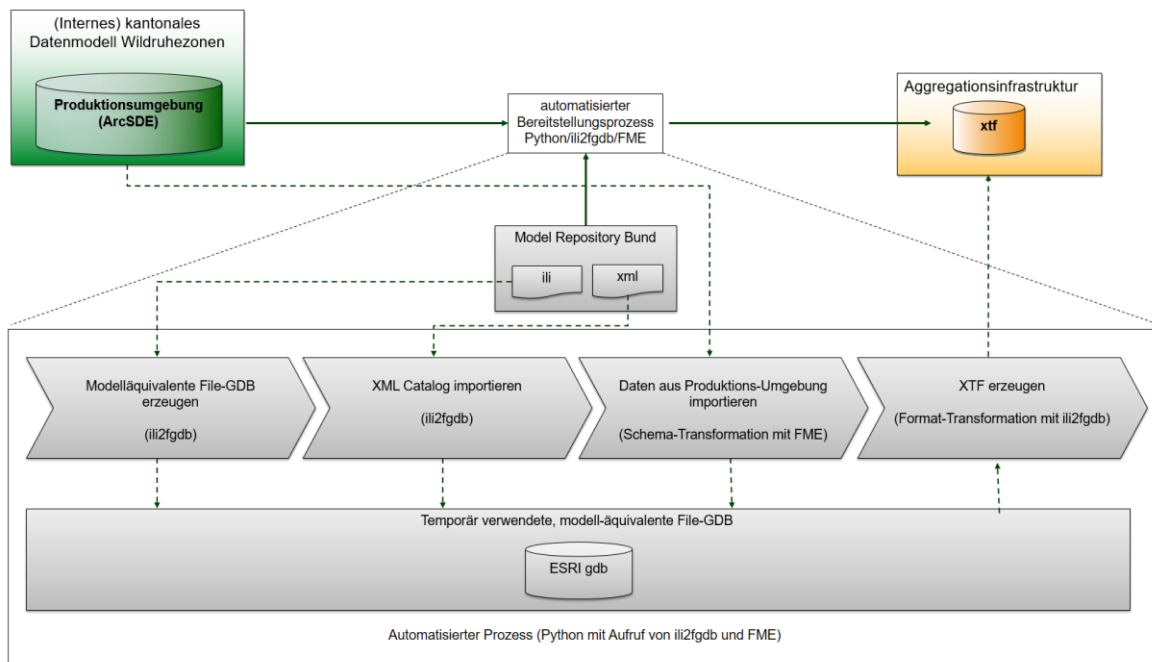 (Internes) kantonales
Datenmodell Wildruhezonen
Produktionsumgebung
(ArcSDE)
automatisierter
Bereitstellungsprozess
Python/ili2fgdb/FME
Aggregationsinfrastruktur
xtf
Model Repository Bund
ili
xml
Modelläquivalente File-GDB
erzeugen
(ili2fgdb)
XML Catalog importieren
(ili2fgdb)
Daten aus Produktions-Umgebung
importieren
(Schema-Transformation mit FME)
XTF erzeugen
(Format-Transformation mit ili2fgdb)
Temporär verwendete, modell-äquivalente File-GDB
ESRI gdb
Automatisierter Prozess (Python mit Aufruf von ili2fgdb und FME)